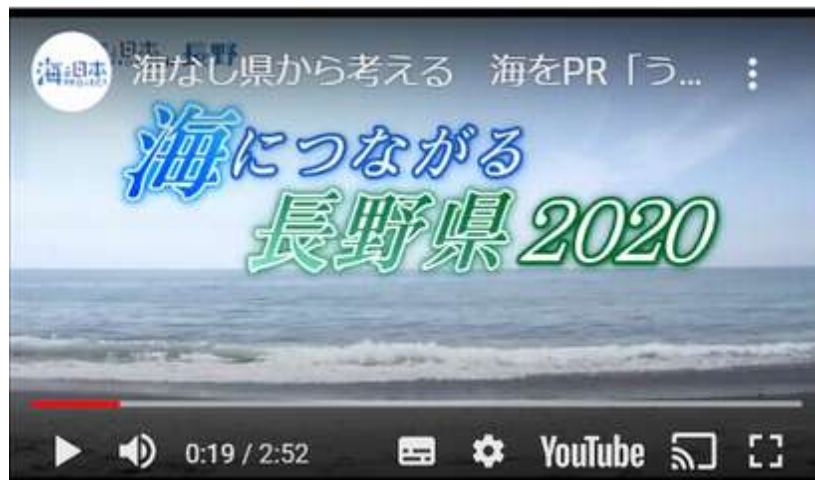 海と日本
PROJECT
海なし県から考える 海をPR「う...
海につながる
長野県2020
0:19 / 2:52
YouTube